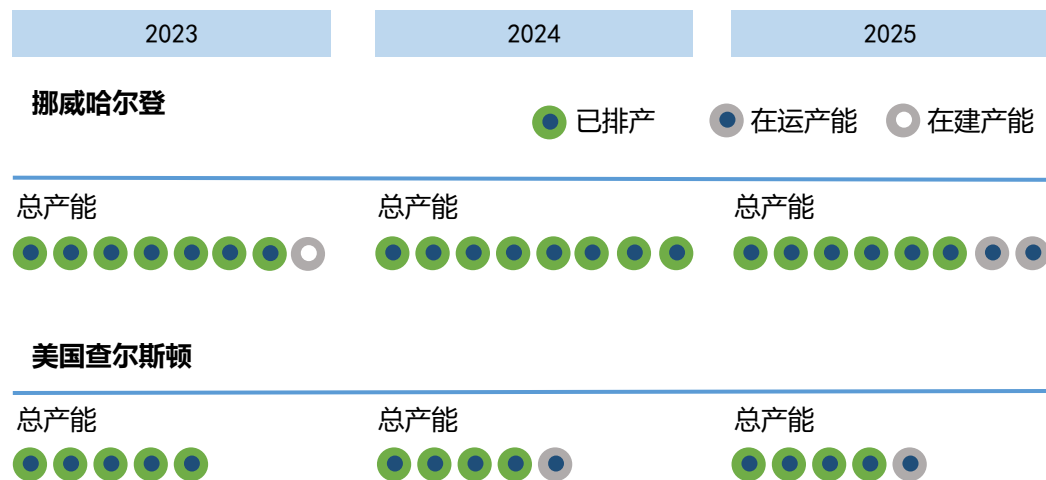 2023 2024 2025
挪威哈尔登
已排产 在运产能 在建产能
总产能 总产能 总产能
美国查尔斯顿
总产能 总产能 总产能